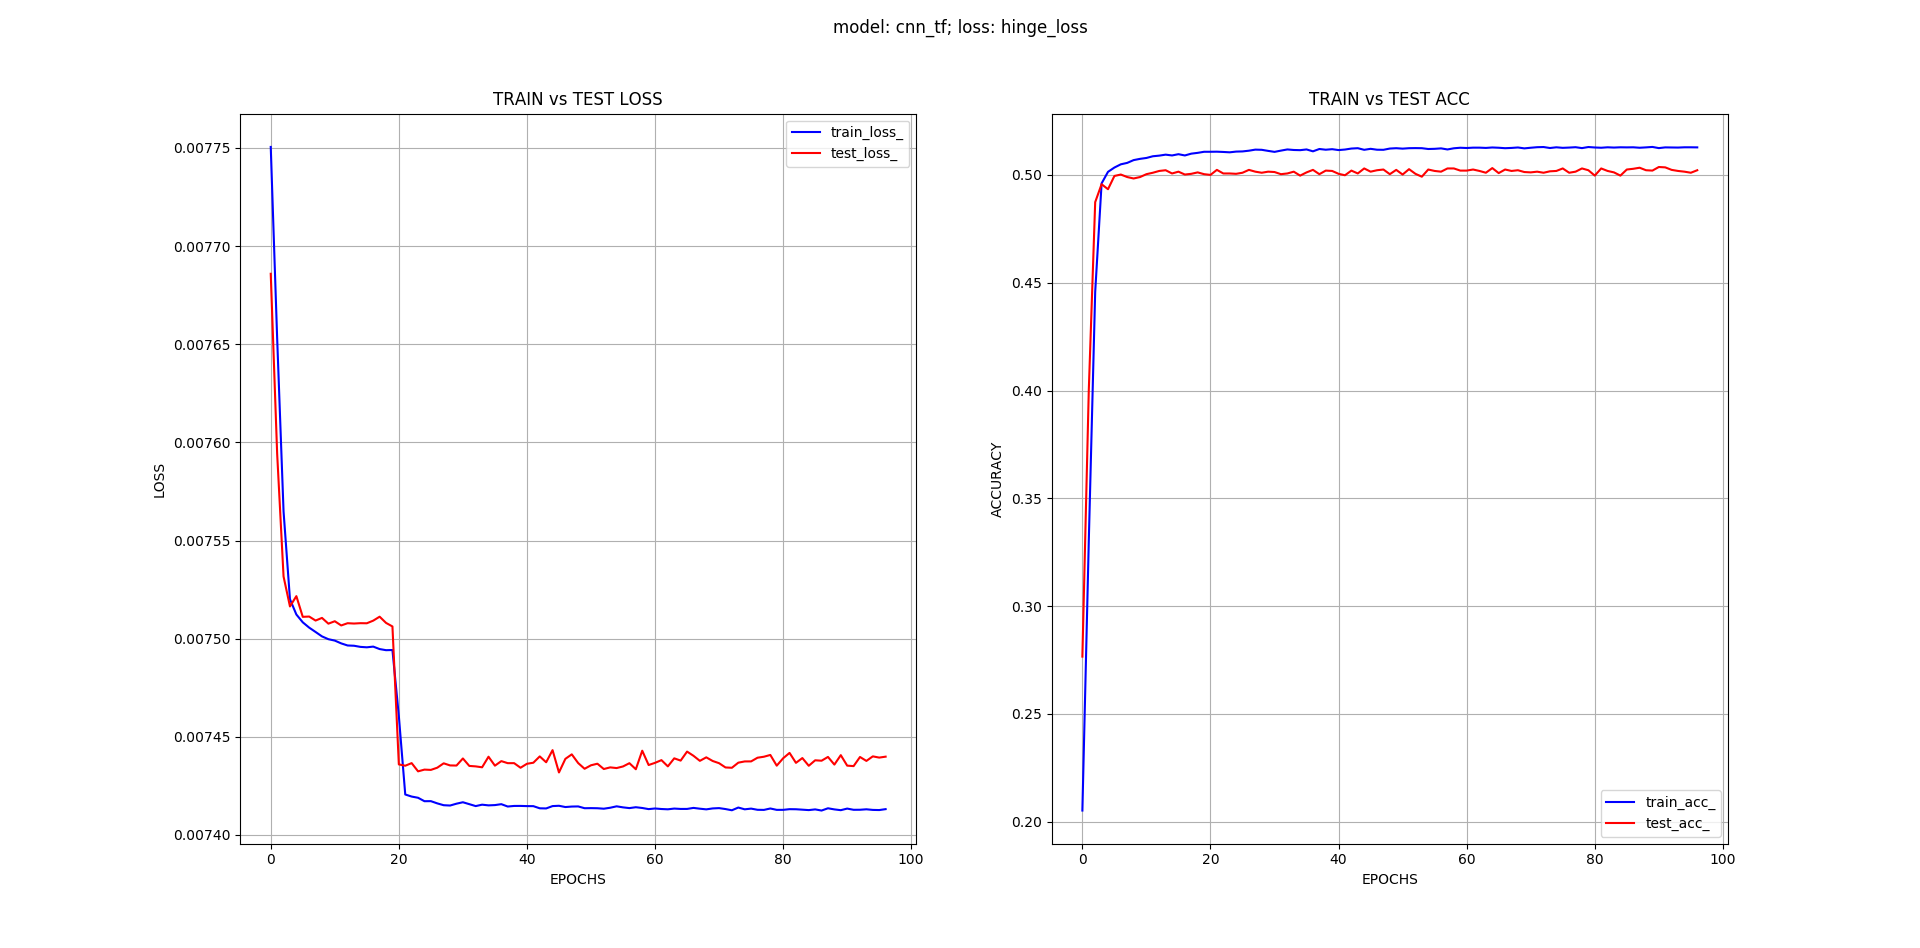 model: cnn_tf; loss: hinge_loss
TRAIN vs TEST LOSS
train_loss_
test_loss_
0.00775
0.00770
0.00765
0.00760
0.00755
0.00750
0.00745
0.00740
LOSS
0 20 40 60 80 100
EPOCHS
TRAIN vs TEST ACC
0.50
0.45
0.40
0.35
0.30
0.25
0.20
ACCURACY
train_acc_
test_acc_
0 20 40 60 80 100
EPOCHS